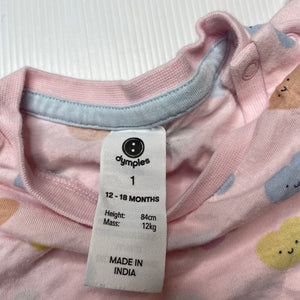 dymples
1
12 - 18 MONTHS
Height: 84cm
Mass: 12kg
MADE IN
INDIA